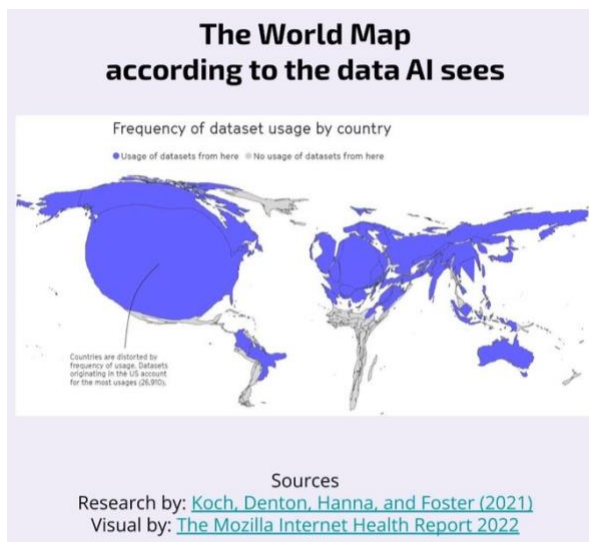 The World Map
according to the data AI sees
Frequency of dataset usage by country
Usage of datasets from here No usage of datasets from here
Countries are distorted by
frequency of usage. Datasets
originating in the US account
for the most usages (26,910).
Sources
Research by: Koch, Denton, Hanna, and Foster (2021)
Visual by: The Mozilla Internet Health Report 2022